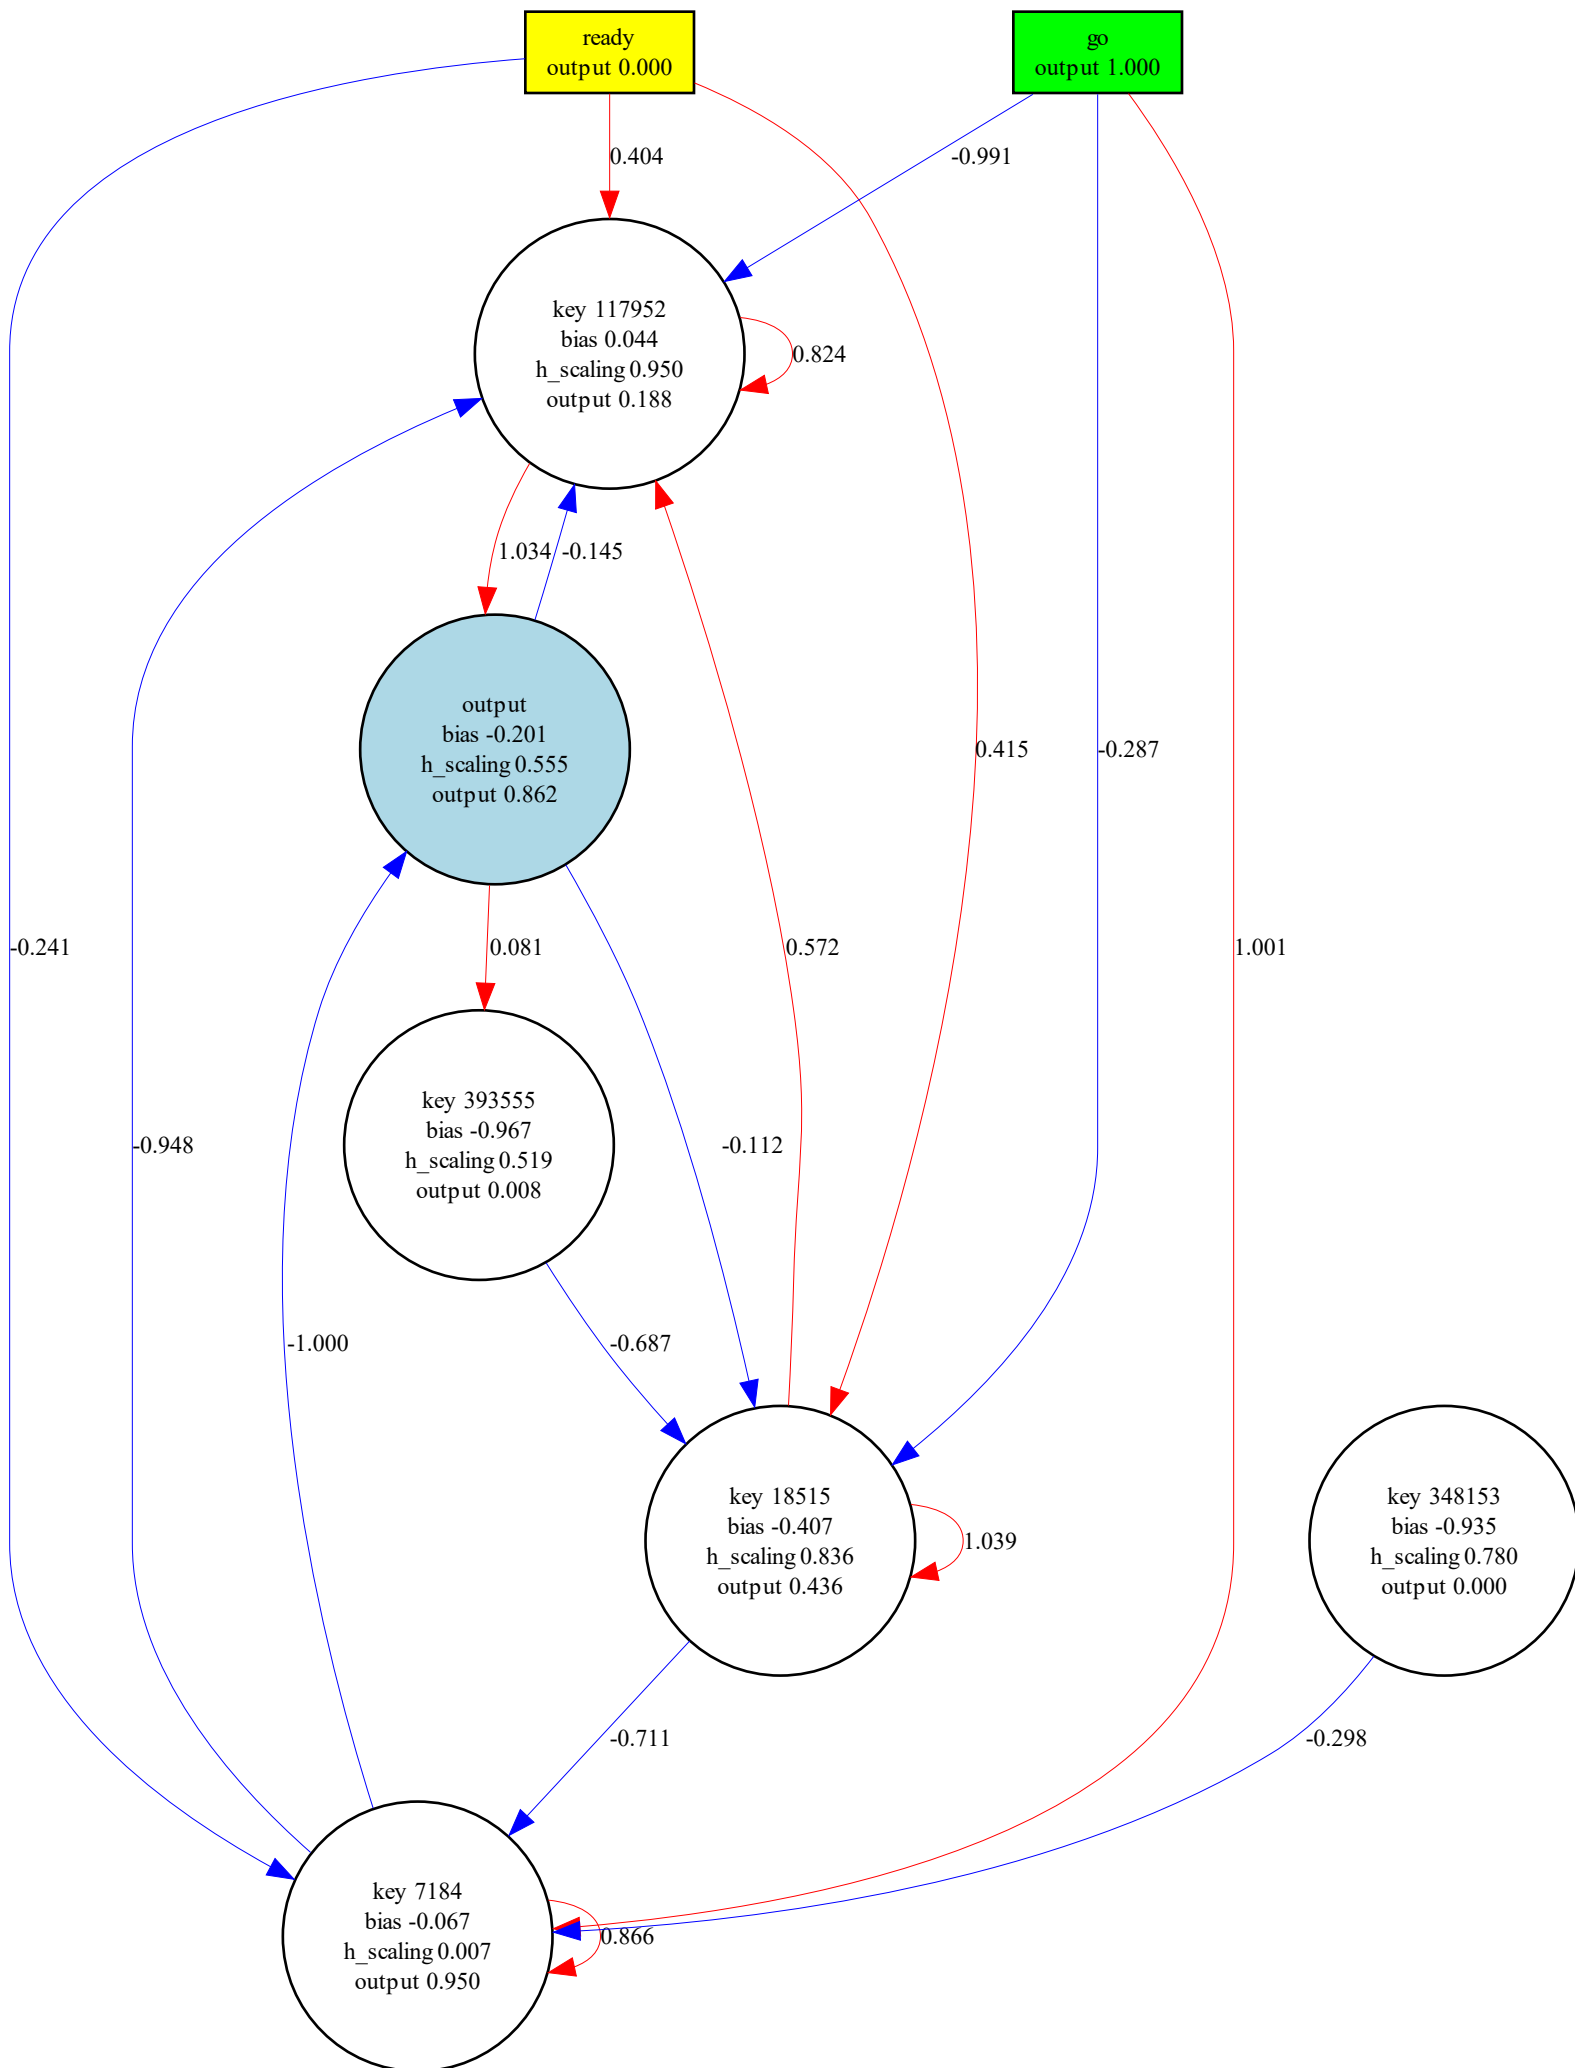 ready
output 0.000
go
output 1.000
0.404
-0.991
key 117952
bias 0.044
h_scaling 0.950
output 0.188
0.824
1.034
-0.145
output
bias -0.201
h_scaling 0.555
output 0.862
0.415
-0.287
-0.241
0.081
0.572
1.001
key 393555
bias -0.967
h_scaling 0.519
output 0.008
-0.948
-0.112
-1.000
-0.687
key 18515
bias -0.407
h_scaling 0.836
output 0.436
1.039
key 348153
bias -0.935
h_scaling 0.780
output 0.000
-0.711
-0.298
key 7184
bias -0.067
h_scaling 0.007
output 0.950
0.866